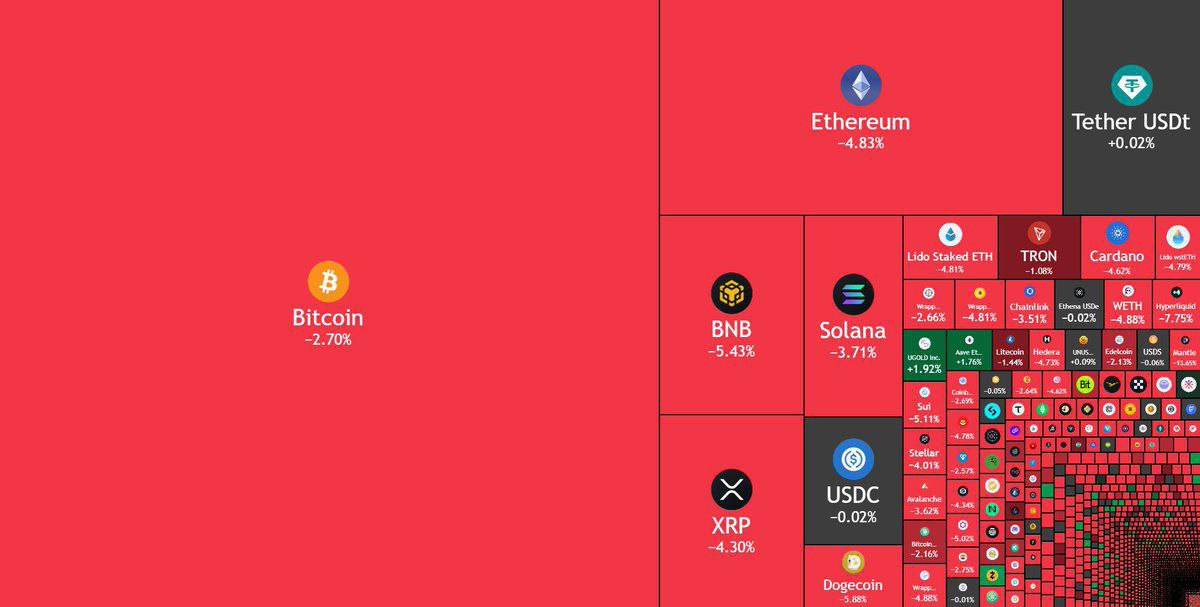 Bitcoin
−2.70%
Ethereum
−4.83%
Tether USDt
+0.02%
BNB
−5.43%
Solana
−3.71%
XRP
−4.30%
USDC
−0.02%
Dogecoin
−5.88%
Lido Staked ETH
−4.81%
TRON
−1.08%
Cardano
−4.62%
Lido wstETH
−4.79%
Wrapp...
−2.66%
Wrapp...
−4.81%
Chainlink
−3.51%
Ethena USDe
−0.02%
WETH
−4.88%
Hyperliquid
−7.75%
UGOLD Inc.
+1.92%
Aave Et...
+1.76%
Litecoin
−1.44%
Hedera
−4.73%
UNUS...
+0.09%
Edelcoin
−2.13%
USDS
−0.06%
Mantle
−13.65%
Sui
−5.11%
Stellar
−4.01%
Avalanche
−3.62%
Bitcoin...
−2.16%
Wrapp...
−4.88%
Coinb...
−2.69%
−4.78%
−2.57%
−4.34%
−5.02%
−2.75%
−0.01%
−0.05%
−2.64%
−4.62%
Bit